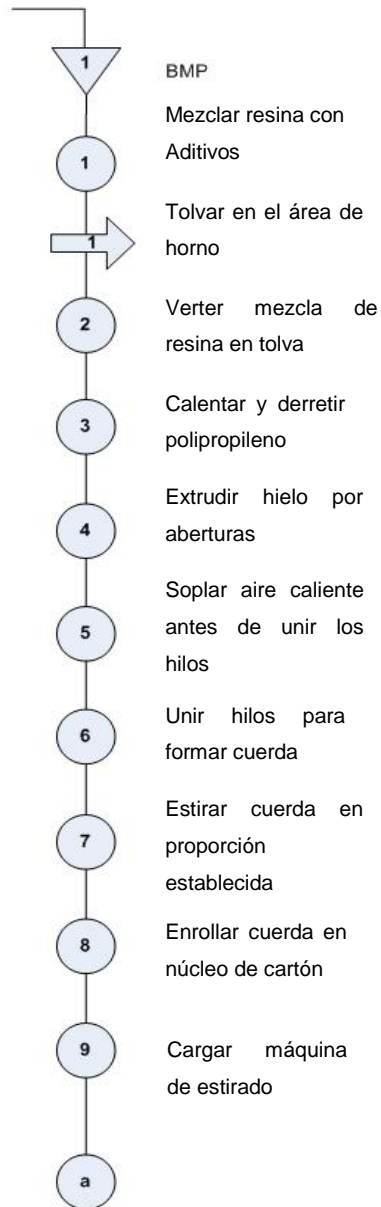 1
BMP
Mezclar resina con
Aditivos
1
Tolvar en el área de
horno
1
Verter mezcla de
resina en tolva
2
Calentar y derretir
polipropileno
3
Extrudir hielo por
aberturas
4
Soplar aire caliente
antes de unir los
hilos
5
Unir hilos para
formar cuerda
6
Estirar cuerda en
proporción
establecida
7
Enrollar cuerda en
núcleo de cartón
8
Cargar máquina
de estirado
9
a